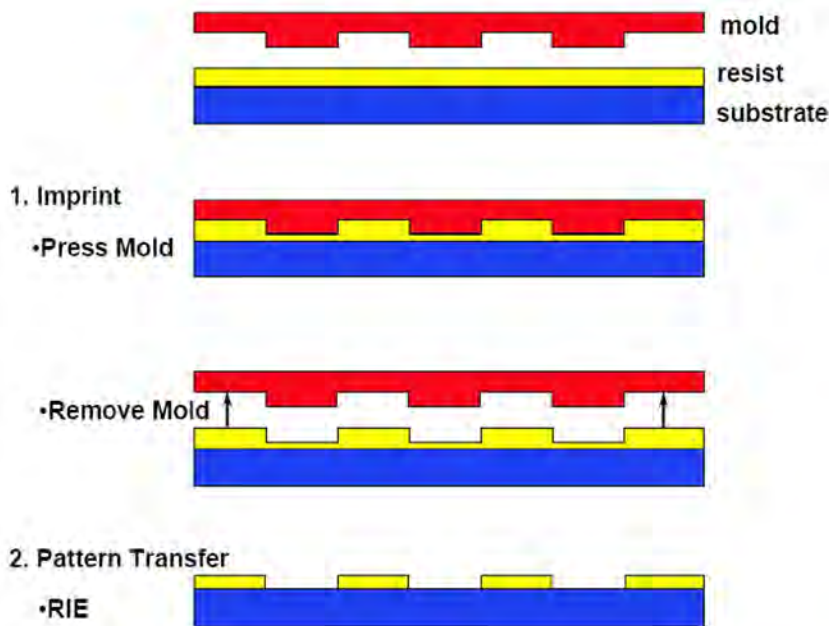 mold
resist
substrate
1. Imprint
•Press Mold
•Remove Mold
2. Pattern Transfer
•RIE